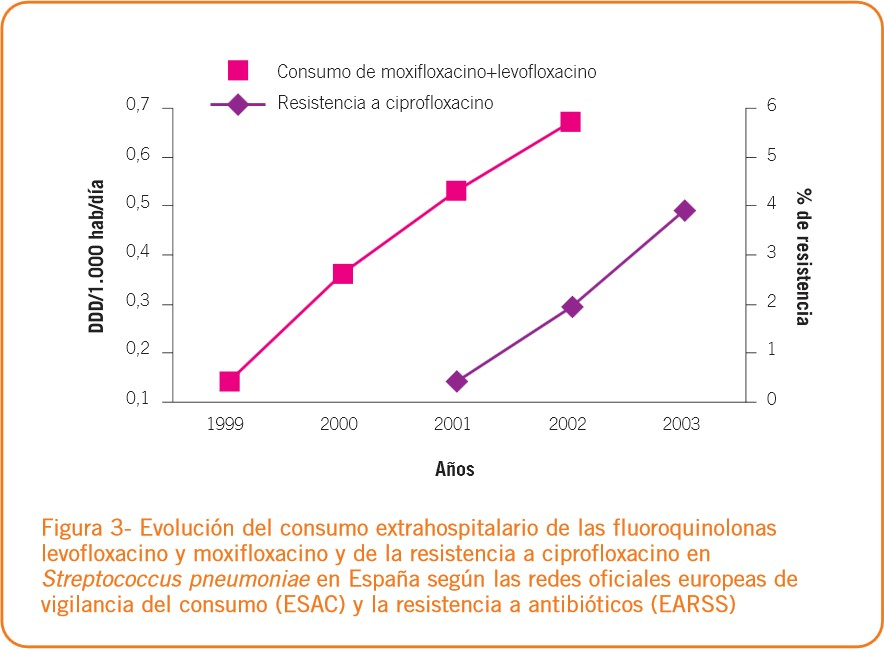 Consumo de moxifloxacino+levofloxacino
Resistencia a ciprofloxacino
DDD/1.000 hab/día
0,7
0,6
0,5
0,4
0,3
0,2
0,1
6
5
4
3
2
1
0
% de resistencia
1999 2000 2001 2002 2003
Años
Figura 3- Evolución del consumo extrahospitalario de las fluoroquinolonas
levofloxacino y moxifloxacino y de la resistencia a ciprofloxacino en
Streptococcus pneumoniae en España según las redes oficiales europeas de
vigilancia del consumo (ESAC) y la resistencia a antibióticos (EARSS)